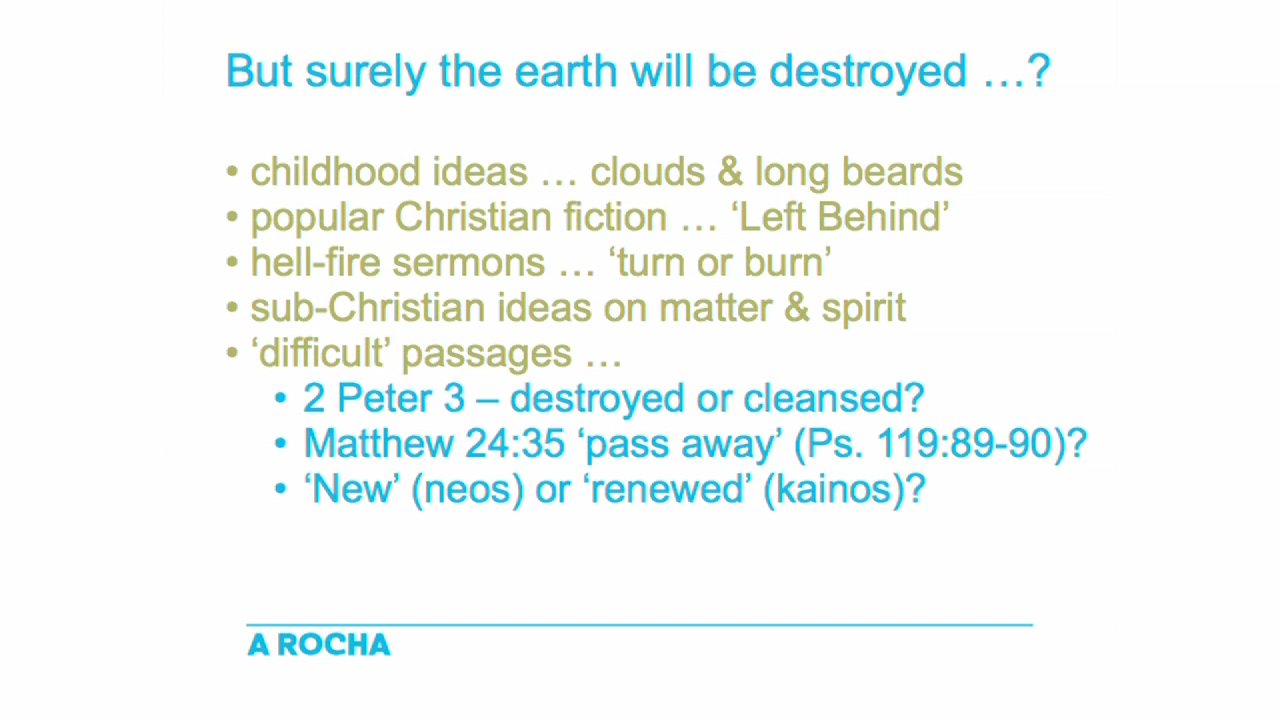 But surely the earth will be destroyed …?
• childhood ideas … clouds & long beards
• popular Christian fiction … ‘Left Behind’
• hell-fire sermons … ‘turn or burn’
• sub-Christian ideas on matter & spirit
• ‘difficult’ passages …
• 2 Peter 3 – destroyed or cleansed?
• Matthew 24:35 ‘pass away’ (Ps. 119:89-90)?
• ‘New’ (neos) or ‘renewed’ (kainos)?
A ROCHA